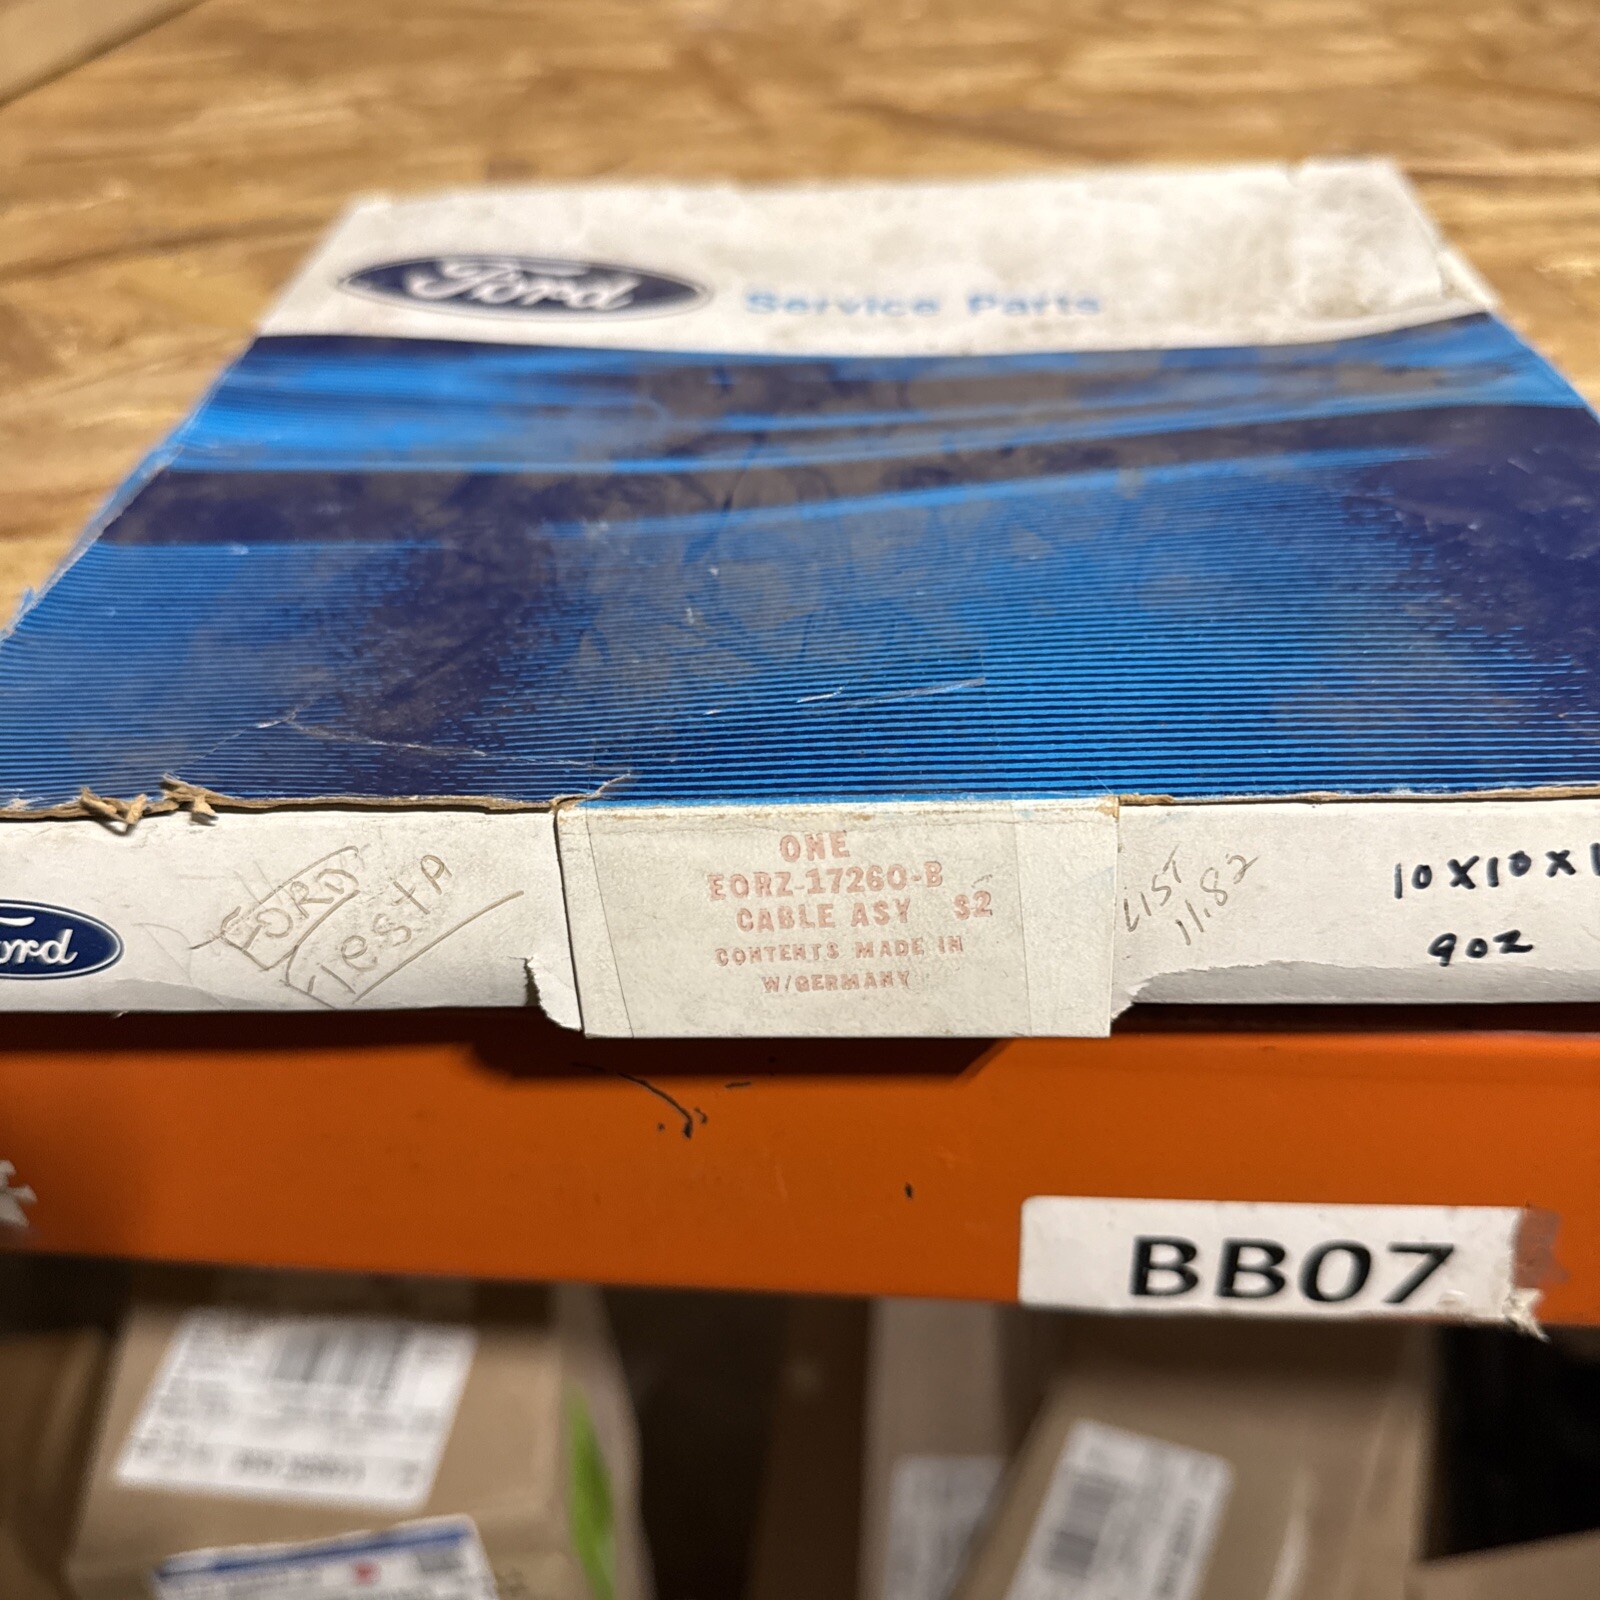 Ford
Service Parts
ONE
EORZ-17260-B
CABLE ASY S2
CONTENTS MADE IN
W/GERMANY
FORD
Fiesta
LIST
11.82
10X10X1
9OZ
ord
BB07